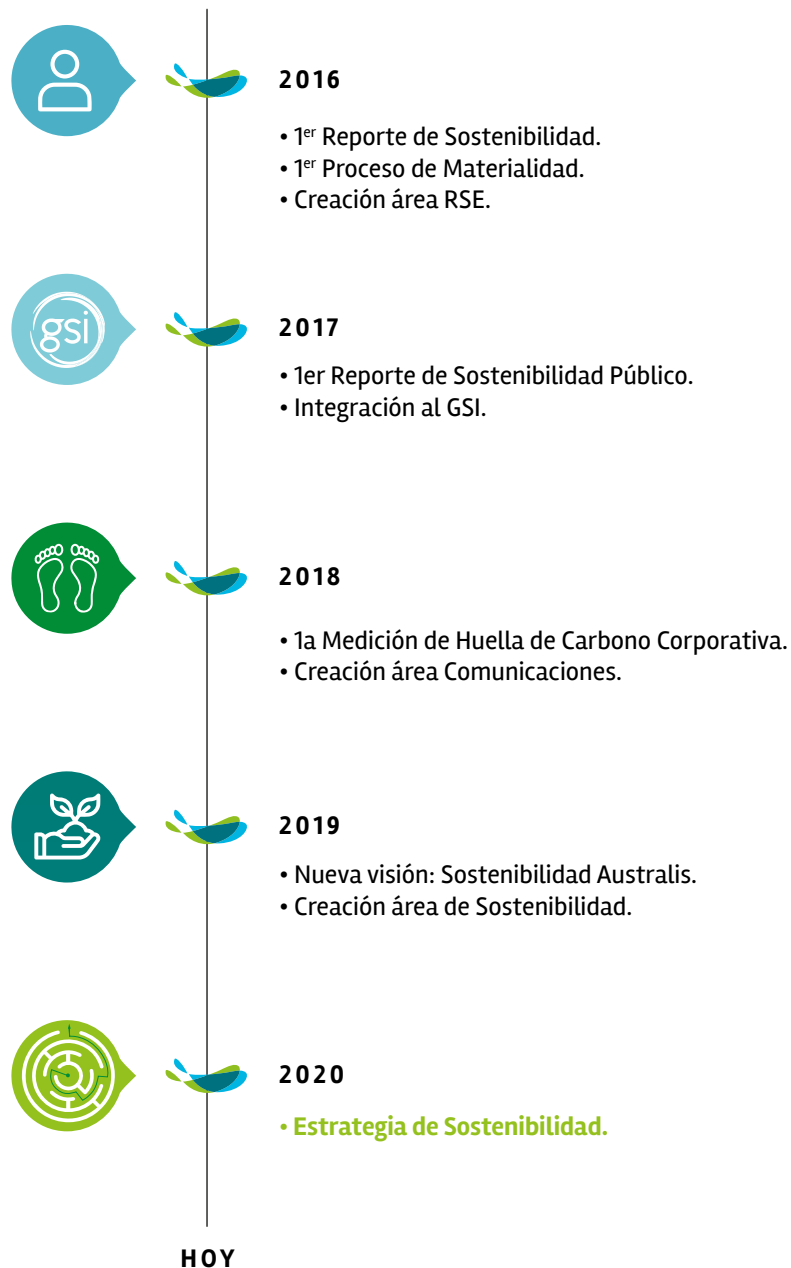 2016
• 1er Reporte de Sostenibilidad.
• 1er Proceso de Materialidad.
• Creación área RSE.
gsi
2017
• 1er Reporte de Sostenibilidad Público.
• Integración al GSI.
2018
• 1a Medición de Huella de Carbono Corporativa.
• Creación área Comunicaciones.
2019
• Nueva visión: Sostenibilidad Australis.
• Creación área de Sostenibilidad.
2020
• Estrategia de Sostenibilidad.
HOY